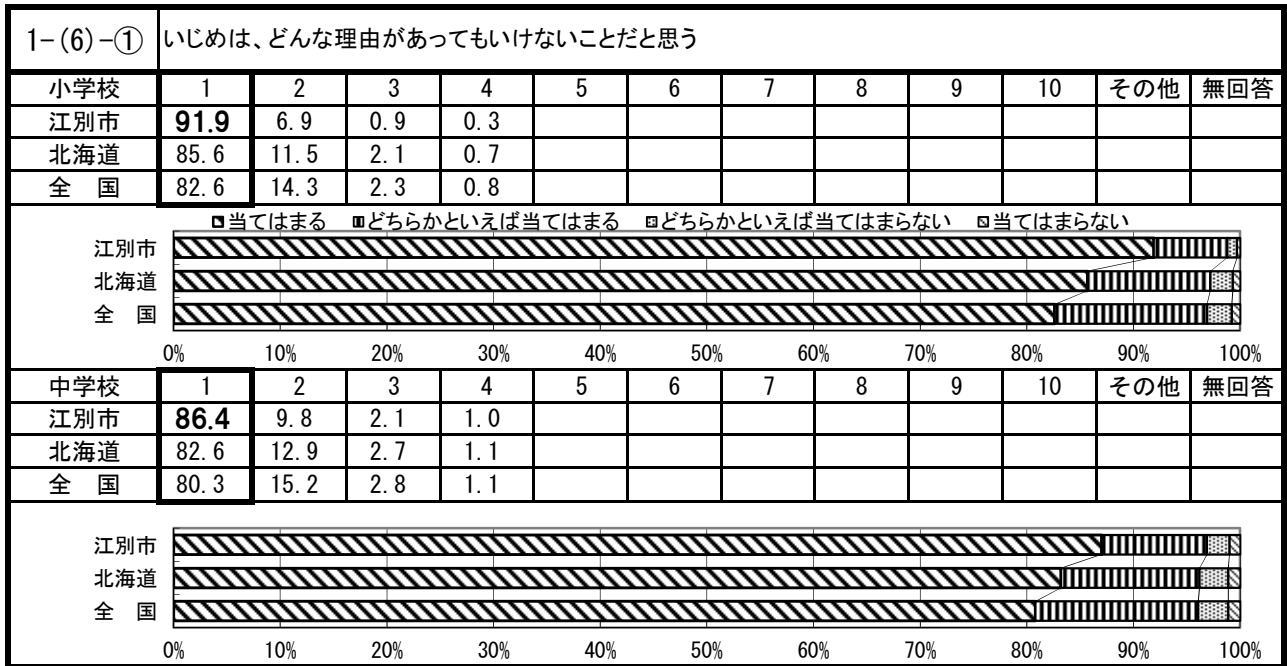 1-(6)-① いじめは、どんな理由があってもいけないことだと思う
小学校 1 2 3 4 5 6 7 8 9 10 その他 無回答
江別市 91.9 6.9 0.9 0.3
北海道 85.6 11.5 2.1 0.7
全 国 82.6 14.3 2.3 0.8
当てはまる どちらかといえば当てはまる どちらかといえば当てはまらない 当てはまらない
江別市
北海道
全 国
0% 10% 20% 30% 40% 50% 60% 70% 80% 90% 100%
中学校 1 2 3 4 5 6 7 8 9 10 その他 無回答
江別市 86.4 9.8 2.1 1.0
北海道 82.6 12.9 2.7 1.1
全 国 80.3 15.2 2.8 1.1
江別市
北海道
全 国
0% 10% 20% 30% 40% 50% 60% 70% 80% 90% 100%